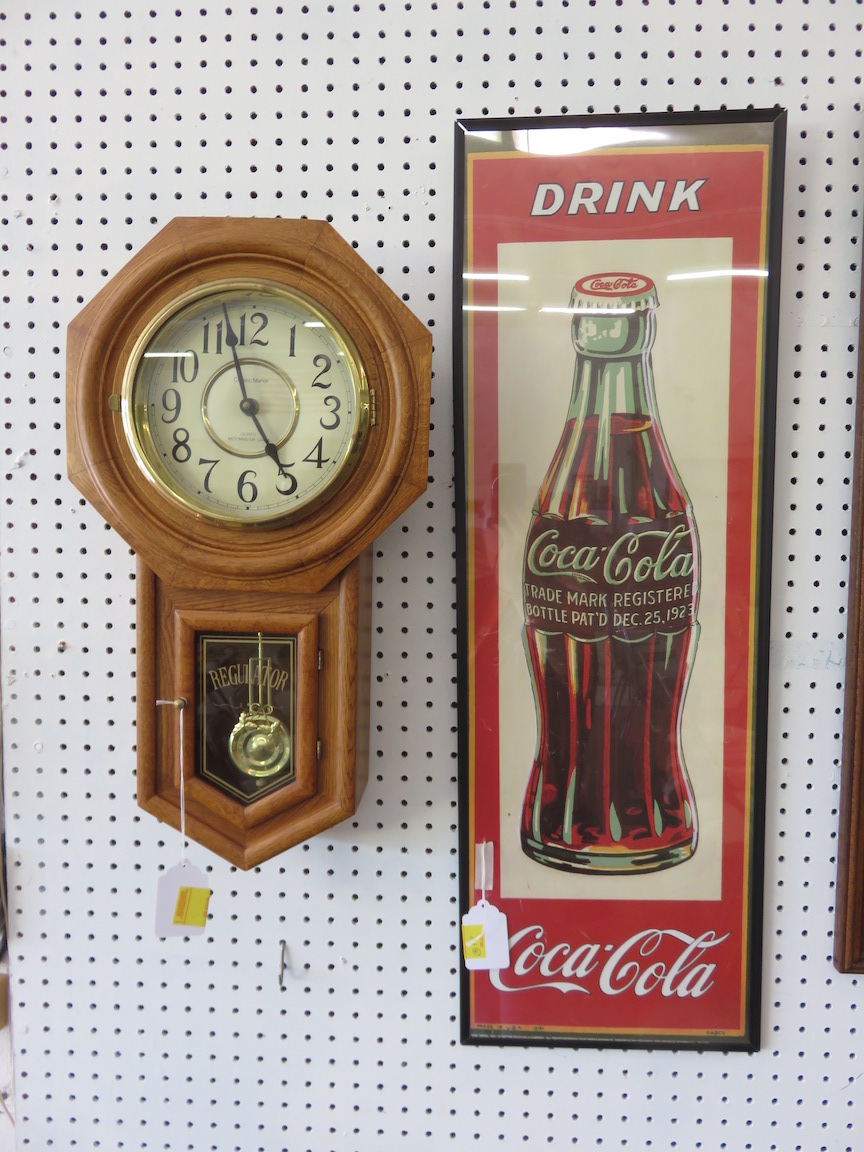 12
1
2
3
4
5
6
7
8
9
10
11
REGULATOR
DRINK
Coca-Cola
Coca-Cola
TRADE MARK REGISTERED
BOTTLE PAT'D DEC. 25, 1923
Coca-Cola